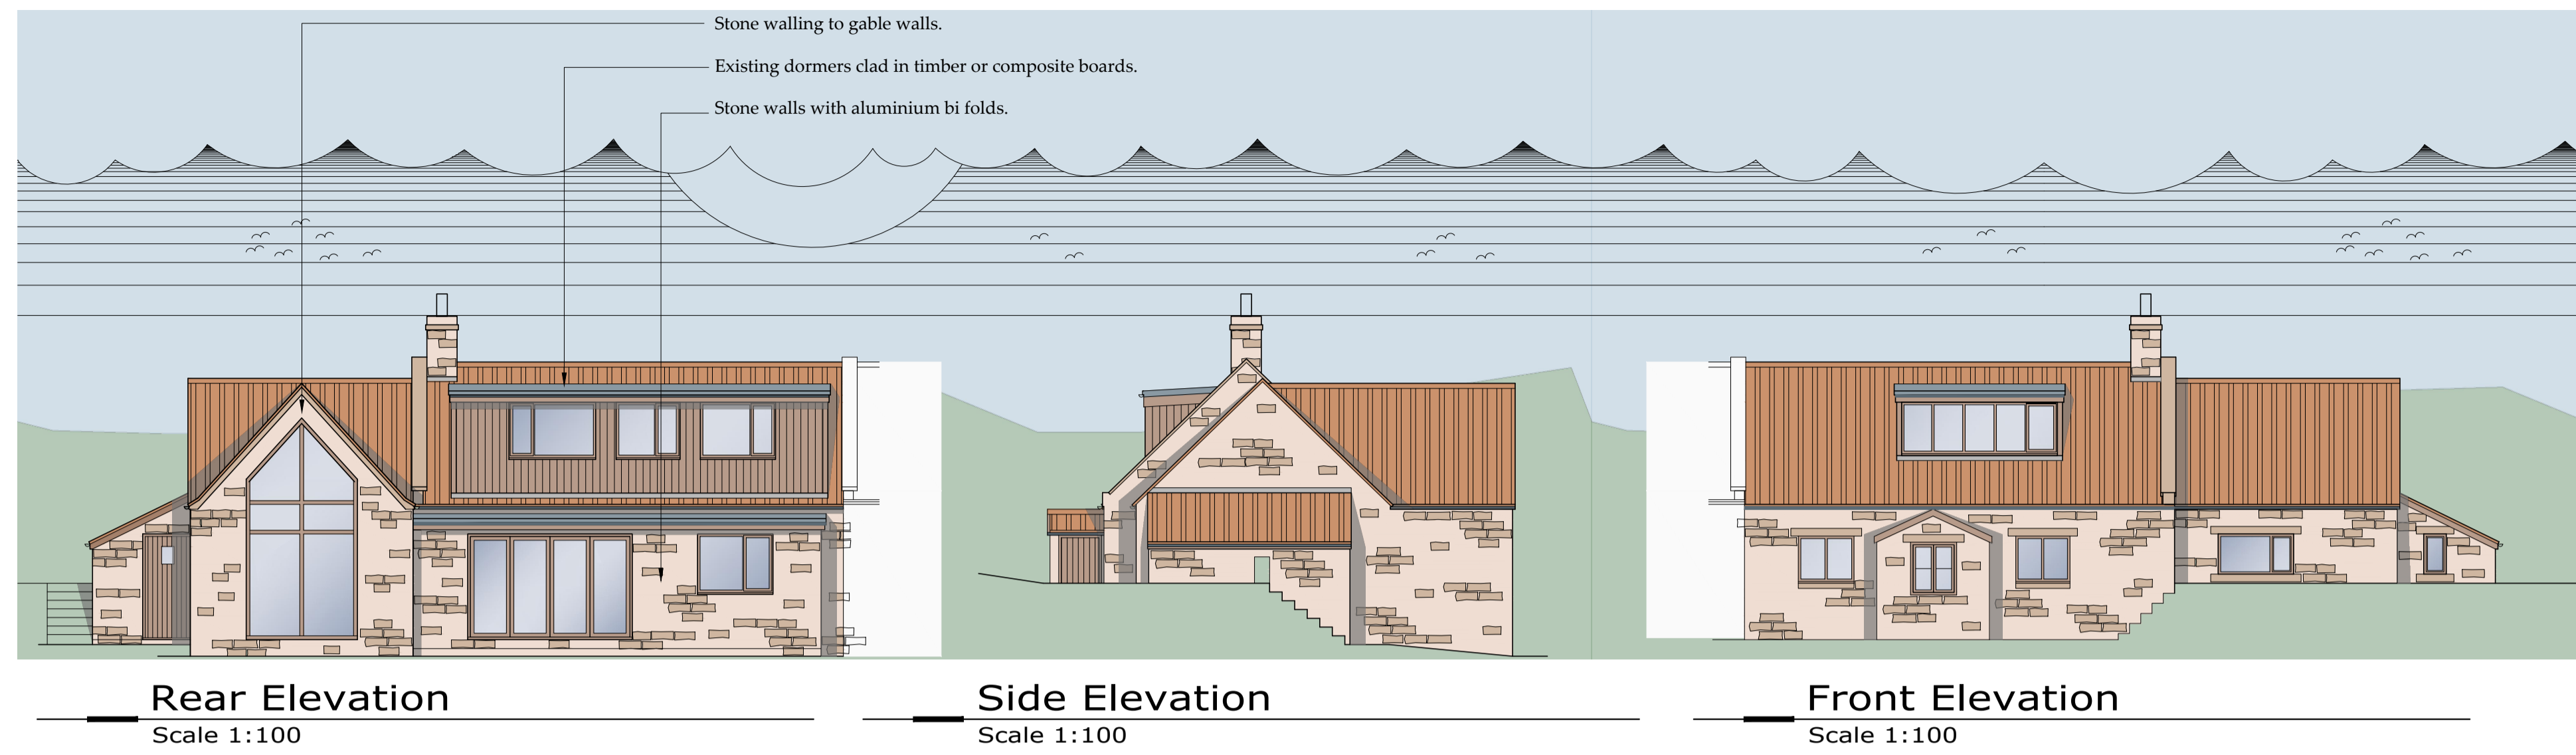 Stone walling to gable walls.
Existing dormers clad in timber or composite boards.
Stone walls with aluminium bi folds.
Rear Elevation
Scale 1:100
Side Elevation
Scale 1:100
Front Elevation
Scale 1:100